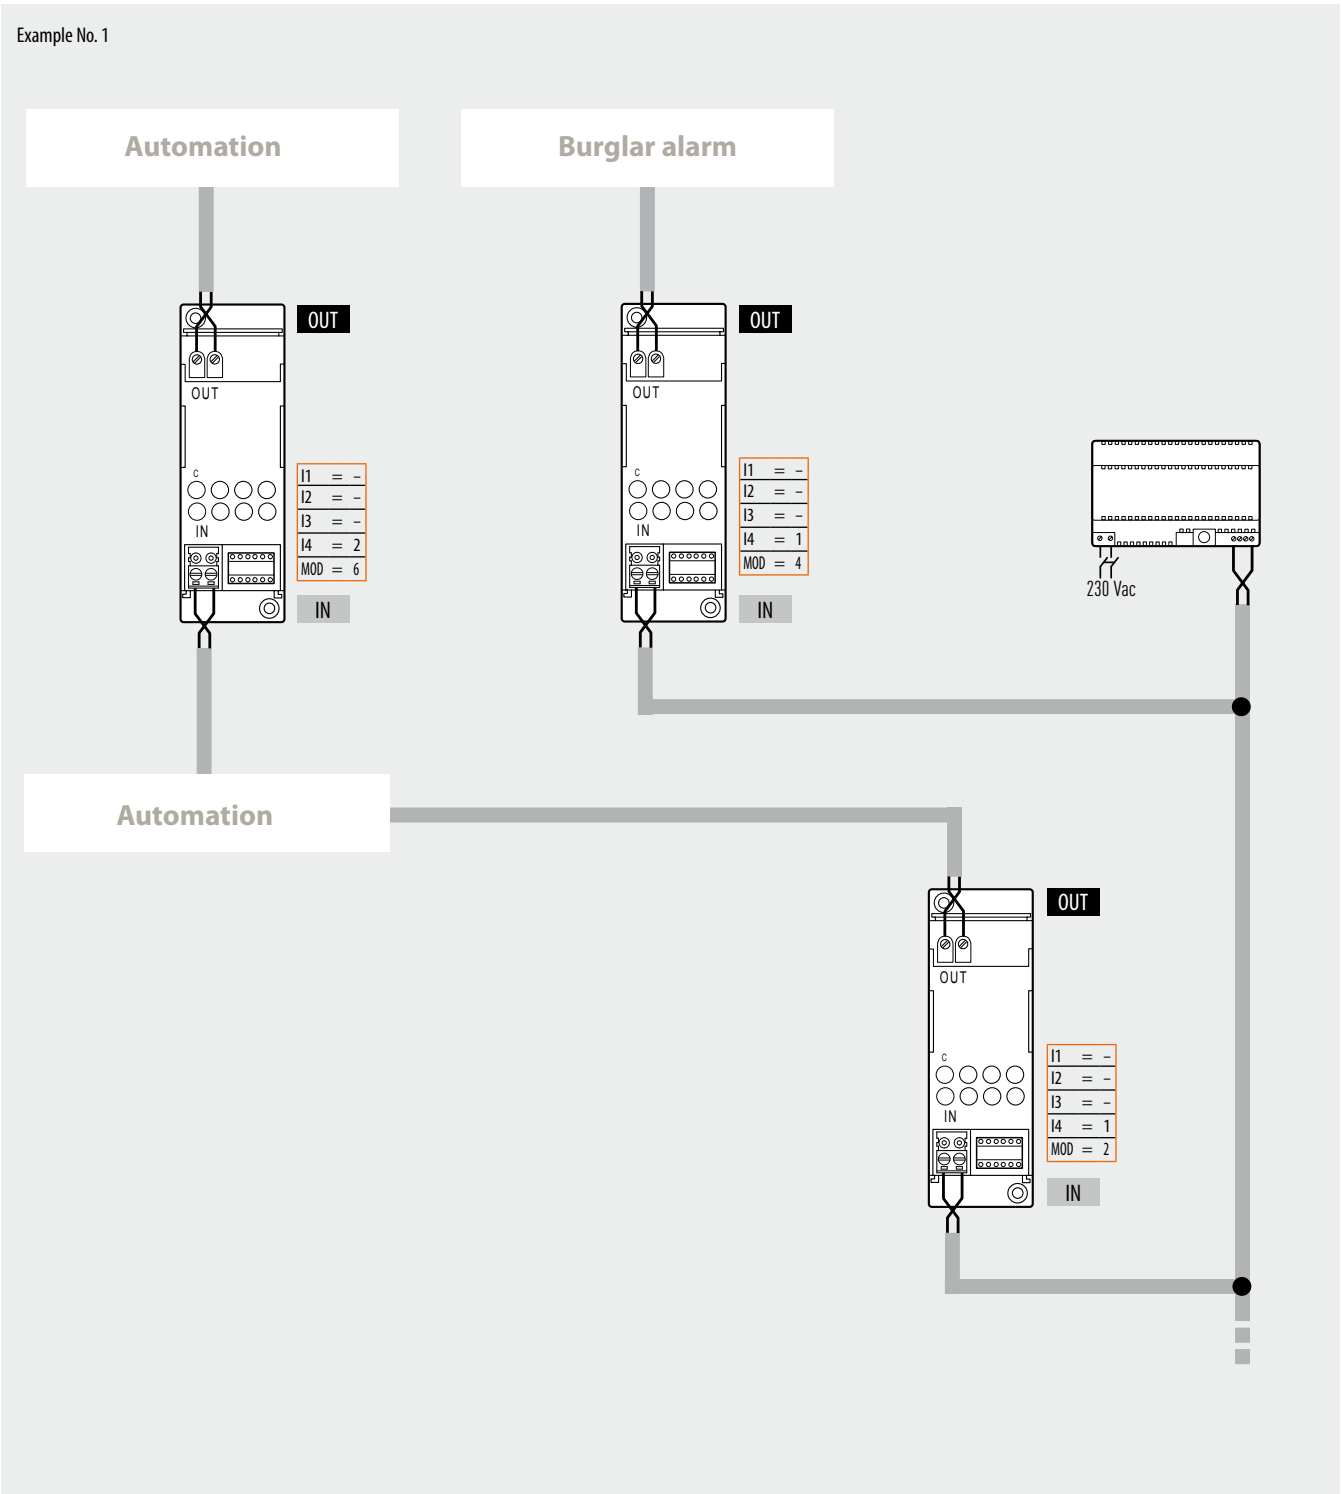 Example No. 1
Automation
Burglar alarm
OUT
OUT
C
IN
I1 = –
I2 = –
I3 = –
I4 = 2
MOD = 6
IN
OUT
OUT
C
IN
I1 = –
I2 = –
I3 = –
I4 = 1
MOD = 4
IN
230 Vac
Automation
OUT
OUT
C
IN
I1 = –
I2 = –
I3 = –
I4 = 1
MOD = 2
IN